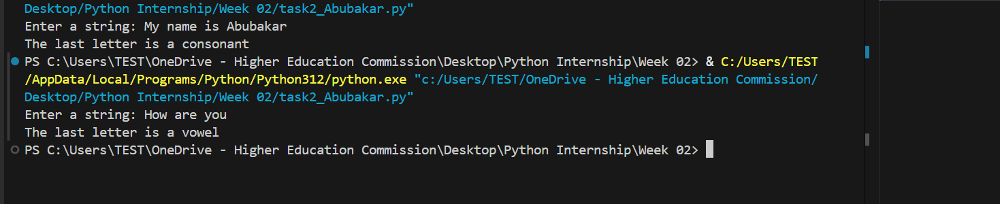 Desktop/Python Internship/Week 02/task2_Abubakar.py"
Enter a string: My name is Abubakar
The last letter is a consonant
PS C:\Users\TEST\OneDrive - Higher Education Commission\Desktop\Python Internship\Week 02> & C:/Users/TEST
/AppData/Local/Programs/Python/Python312/python.exe "c:/Users/TEST/OneDrive - Higher Education Commission/
Desktop/Python Internship/Week 02/task2_Abubakar.py"
Enter a string: How are you
The last letter is a vowel
PS C:\Users\TEST\OneDrive - Higher Education Commission\Desktop\Python Internship\Week 02>